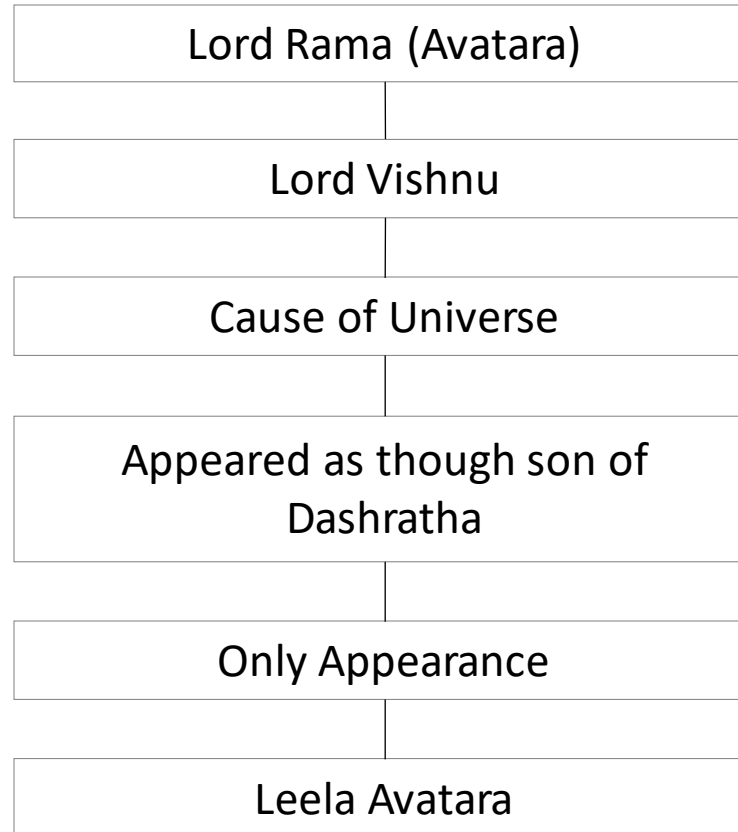 Lord Rama (Avatara)
Lord Vishnu
Cause of Universe
Appeared as though son of
Dashratha
Only Appearance
Leela Avatara